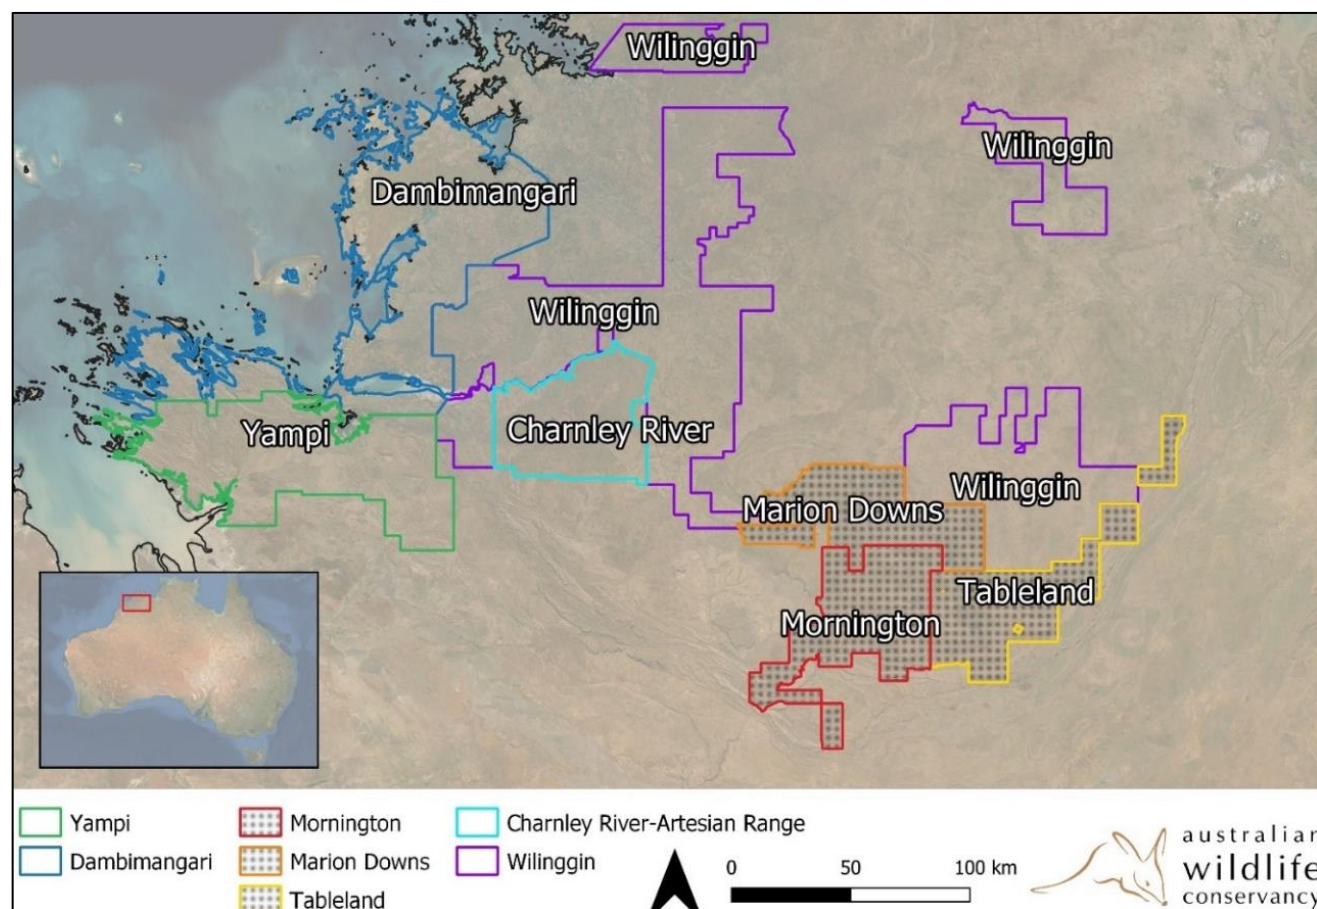 Wilinggin
Wilinggin
Dambimangari
Wilinggin
Yampi
Charnley River
Wilinggin
Marion Downs
Tableland
Mornington
Yampi
Mornington
Charnley River-Artesian Range
Dambimangari
Marion Downs
Wilinggin
Tableland
0 50 100 km
australian
wildlife
conservancy